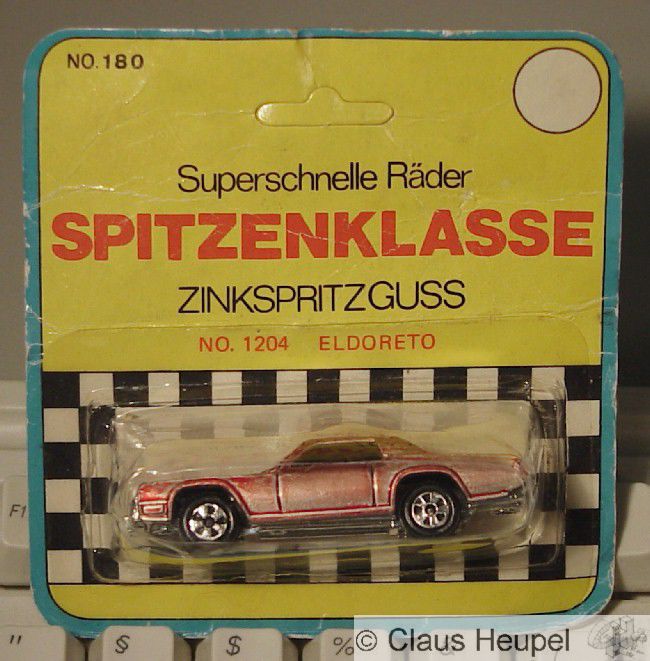 NO. 180
Superschnelle Räder
SPITZENKLASSE
ZINKSPRITZGUSS
NO. 1204 ELDORETO
F1
" § $ %
© Claus Heupel